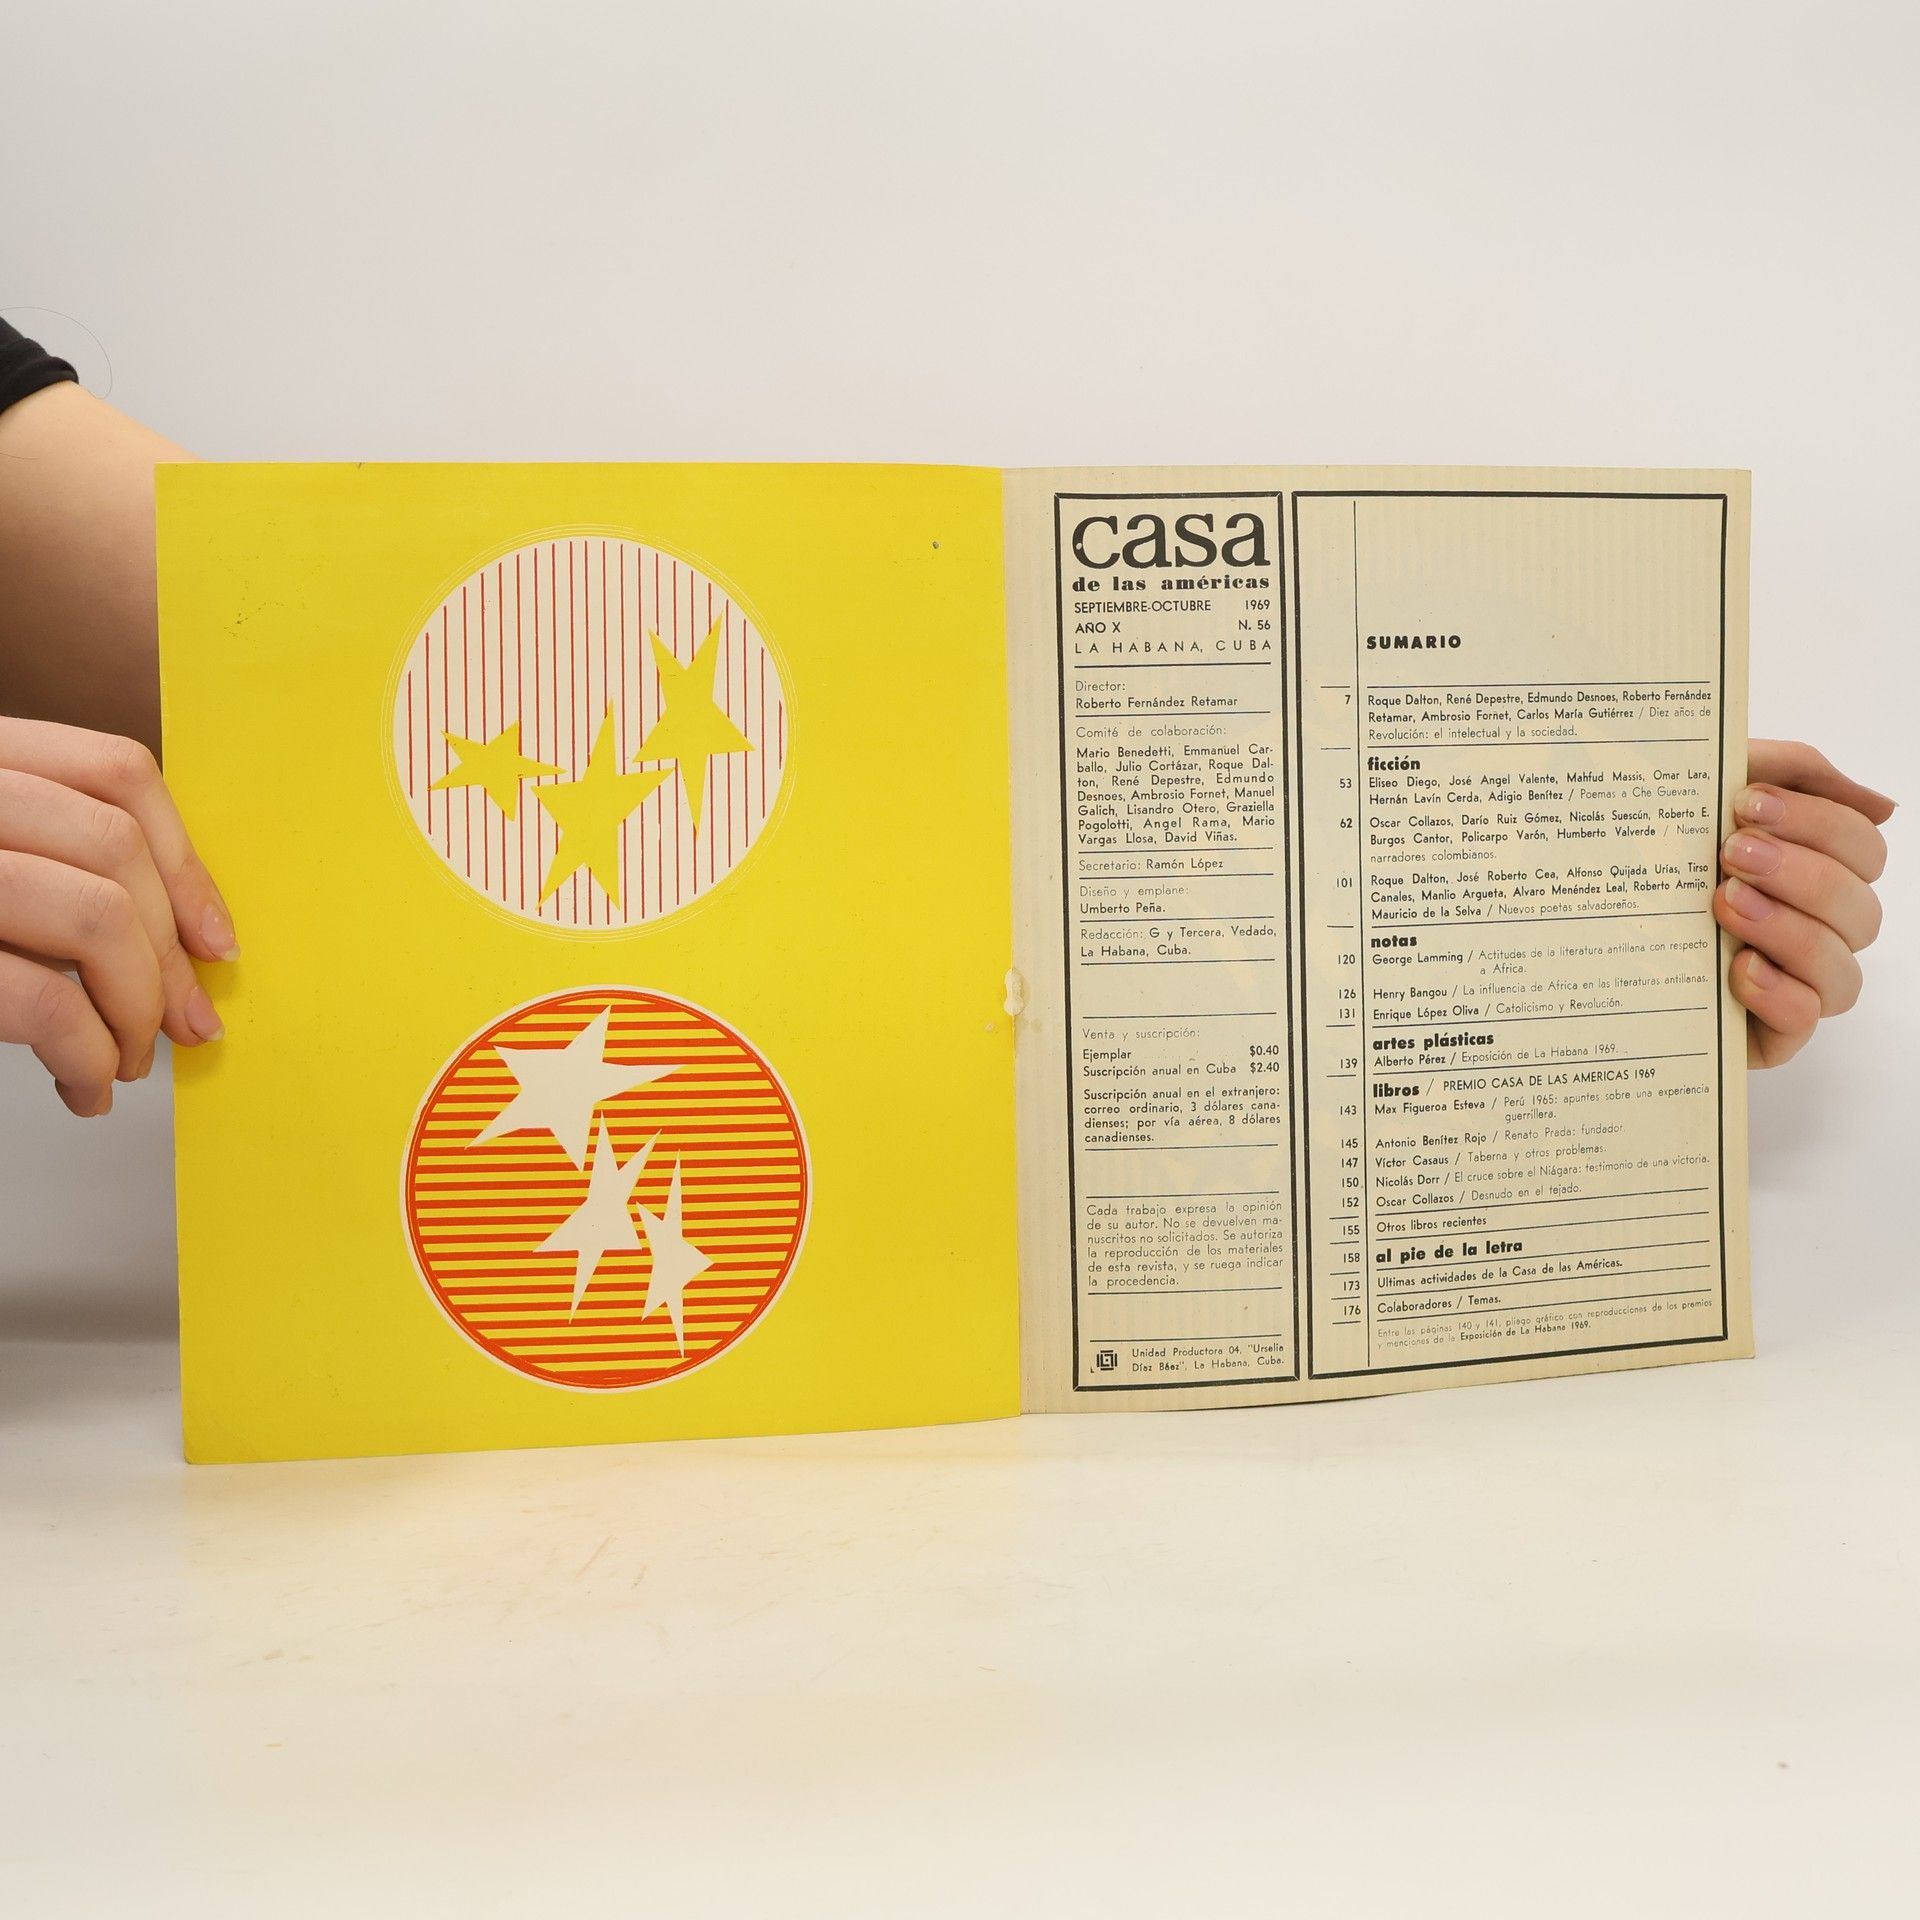 casa
de las américas
SEPTIEMBRE-OCTUBRE 1969
AÑO X N. 56
LA HABANA, CUBA
Director:
Roberto Fernández Retamar
Comité de colaboración:
Mario Benedetti, Emmanuel Car-
ballo, Julio Cortázar, Roque Dal-
ton, René Depestre, Edmundo
Desnoes, Ambrosio Fornet, Manuel
Galich, Lisandro Otero, Graziella
Pogolotti, Angel Rama, Mario
Vargas Llosa, David Viñas.
Secretario: Ramón López
Diseño y emplane:
Umberto Peña.
Redacción: G y Tercera, Vedado,
La Habana, Cuba.
Venta y suscripción:
Ejemplar $0.40
Suscripción anual en Cuba $2.40
Suscripción anual en el extranjero:
correo ordinario, 3 dólares cana-
dienses; por vía aérea, 8 dólares
canadienses.
Cada trabajo expresa la opinión
de su autor. No se devuelven ma-
nuscritos no solicitados. Se autoriza
la reproducción de los materiales
de esta revista, y se ruega indicar
la procedencia.
Unidad Productora 04, "Urselia
Díaz Báez", La Habana, Cuba.
SUMARIO
7 Roque Dalton, René Depestre, Edmundo Desnoes, Roberto Fernández
Retamar, Ambrosio Fornet, Carlos María Gutiérrez / Diez años de
Revolución: el intelectual y la sociedad.
ficción
53 Eliseo Diego, José Angel Valente, Mahfud Massis, Omar Lara,
Hernán Lavín Cerda, Adigio Benítez / Poemas a Che Guevara.
62 Oscar Collazos, Darío Ruiz Gómez, Nicolás Suescún, Roberto E.
Burgos Cantor, Policarpo Varón, Humberto Valverde / Nuevos
narradores colombianos.
101 Roque Dalton, José Roberto Cea, Alfonso Quijada Urías, Tirso
Canales, Manlio Argueta, Alvaro Menéndez Leal, Roberto Armijo,
Mauricio de la Selva / Nuevos poetas salvadoreños.
notas
120 George Lamming / Actitudes de la literatura antillana con respecto
a Africa.
126 Henry Bangou / La influencia de Africa en las literaturas antillanas.
131 Enrique López Oliva / Catolicismo y Revolución.
artes plásticas
139 Alberto Pérez / Exposición de La Habana 1969.
libros / PREMIO CASA DE LAS AMERICAS 1969
143 Max Figueroa Esteva / Perú 1965: apuntes sobre una experiencia
guerrillera.
145 Antonio Benítez Rojo / Renato Prada: fundador.
147 Víctor Casaus / Taberna y otros problemas.
150 Nicolás Dorr / El cruce sobre el Niágara: testimonio de una victoria.
152 Oscar Collazos / Desnudo en el tejado.
155 Otros libros recientes
158 al pie de la letra
173 Ultimas actividades de la Casa de las Américas.
176 Colaboradores / Temas.
Entre las páginas 140 y 141, pliego gráfico con reproducciones de los premios
y menciones de la Exposición de La Habana 1969.